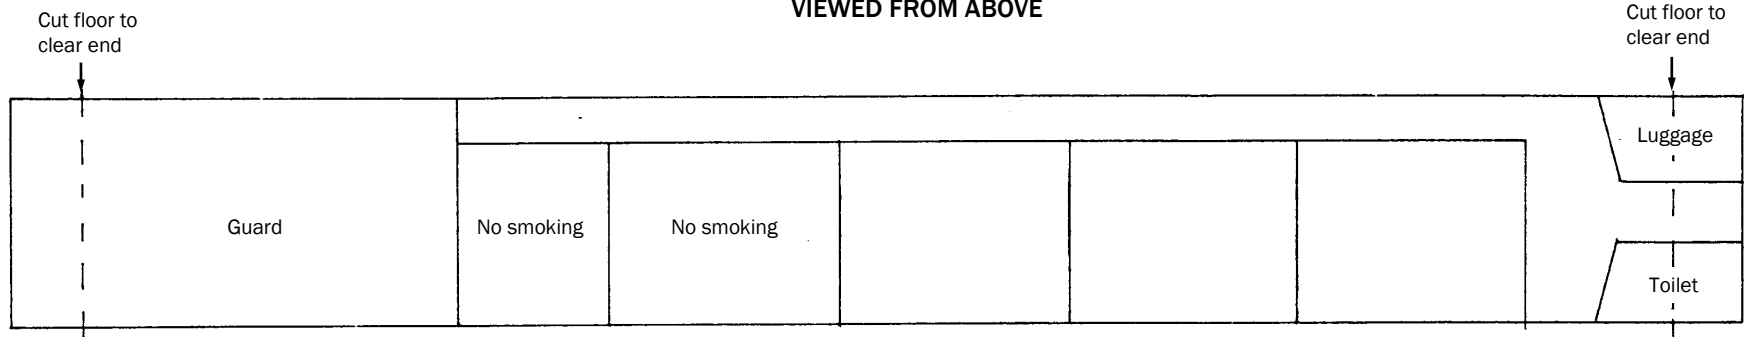 VIEWED FROM ABOVE
Cut floor to
clear end
Cut floor to
clear end
Luggage
Guard
No smoking
No smoking
Toilet